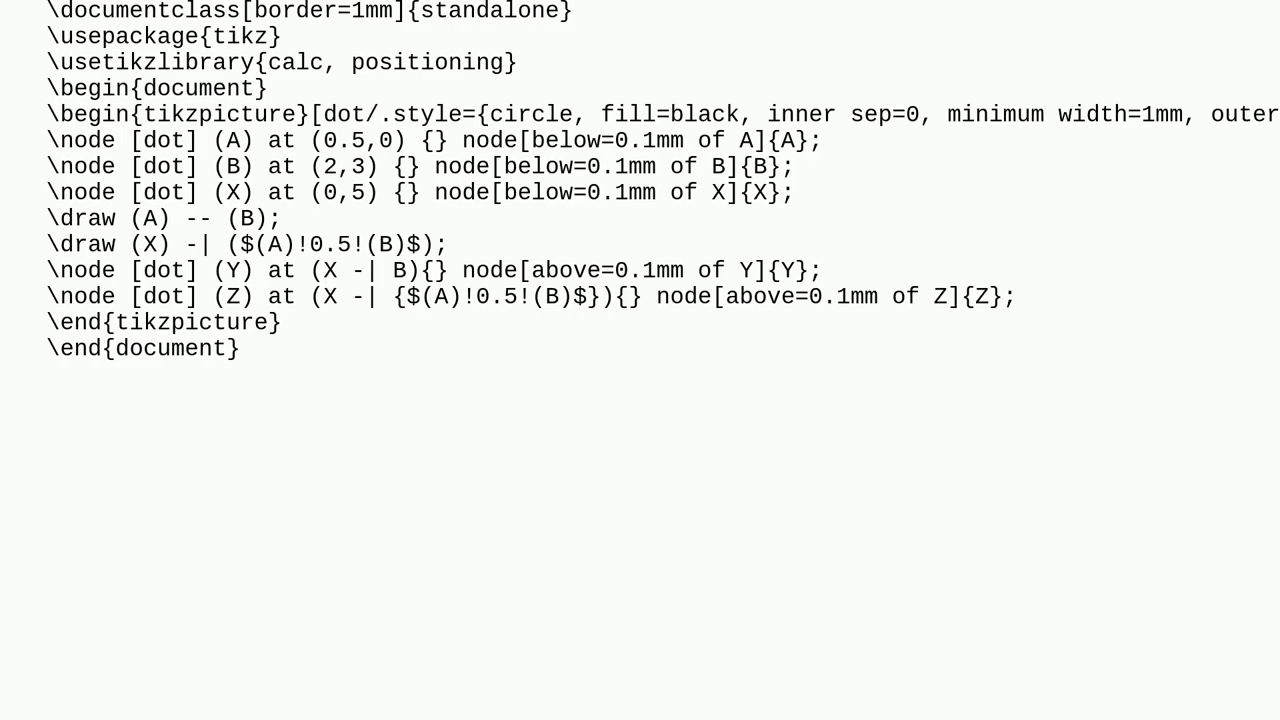 \documentclass[border=1mm]{standalone}
\usepackage{tikz}
\usetikzlibrary{calc, positioning}
\begin{document}
\begin{tikzpicture}[dot/.style={circle, fill=black, inner sep=0, minimum width=1mm, outer
\node [dot] (A) at (0.5,0) {} node[below=0.1mm of A]{A};
\node [dot] (B) at (2,3) {} node[below=0.1mm of B]{B};
\node [dot] (X) at (0,5) {} node[below=0.1mm of X]{X};
\draw (A) -- (B);
\draw (X) -| ($(A)!0.5!(B)$);
\node [dot] (Y) at (X -| B){} node[above=0.1mm of Y]{Y};
\node [dot] (Z) at (X -| {$(A)!0.5!(B)$}){} node[above=0.1mm of Z]{Z};
\end{tikzpicture}
\end{document}